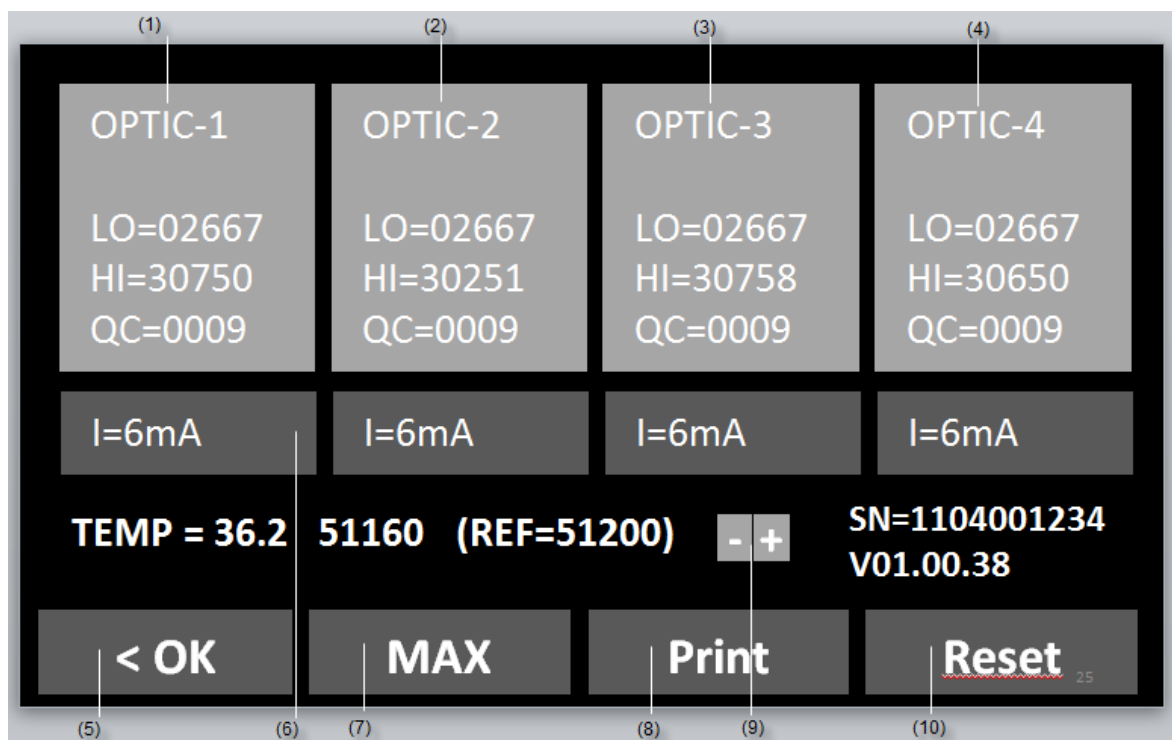 (1) (2) (3) (4)
OPTIC-1 OPTIC-2 OPTIC-3 OPTIC-4
LO=02667 LO=02667 LO=02667 LO=02667
HI=30750 HI=30251 HI=30758 HI=30650
QC=0009 QC=0009 QC=0009 QC=0009
I=6mA I=6mA I=6mA I=6mA
TEMP = 36.2 51160 (REF=51200) - + SN=1104001234
V01.00.38
< OK MAX Print Reset 25
(5) (6) (7) (8) (9) (10)